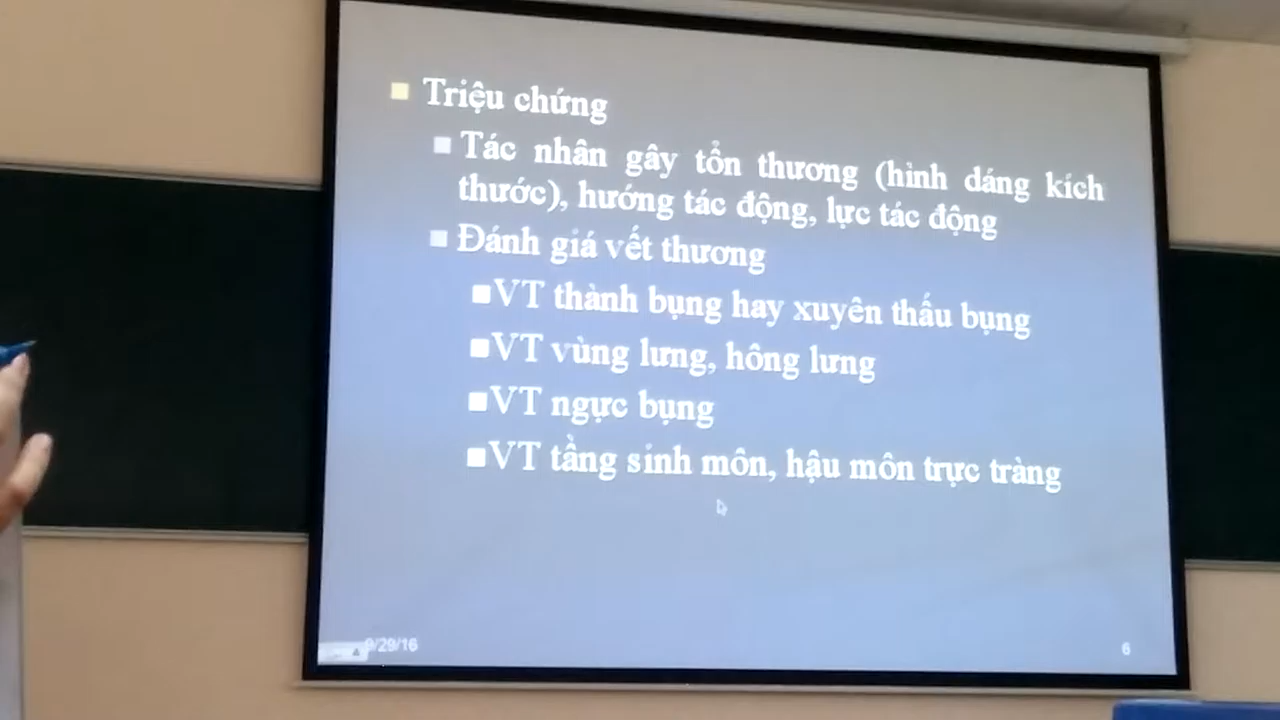 Triệu chứng
Tác nhân gây tổn thương (hình dáng kích
thước), hướng tác động, lực tác động
Đánh giá vết thương
VT thành bụng hay xuyên thấu bụng
VT vùng lưng, hông lưng
VT ngực bụng
VT tầng sinh môn, hậu môn trực tràng
9/29/16
6